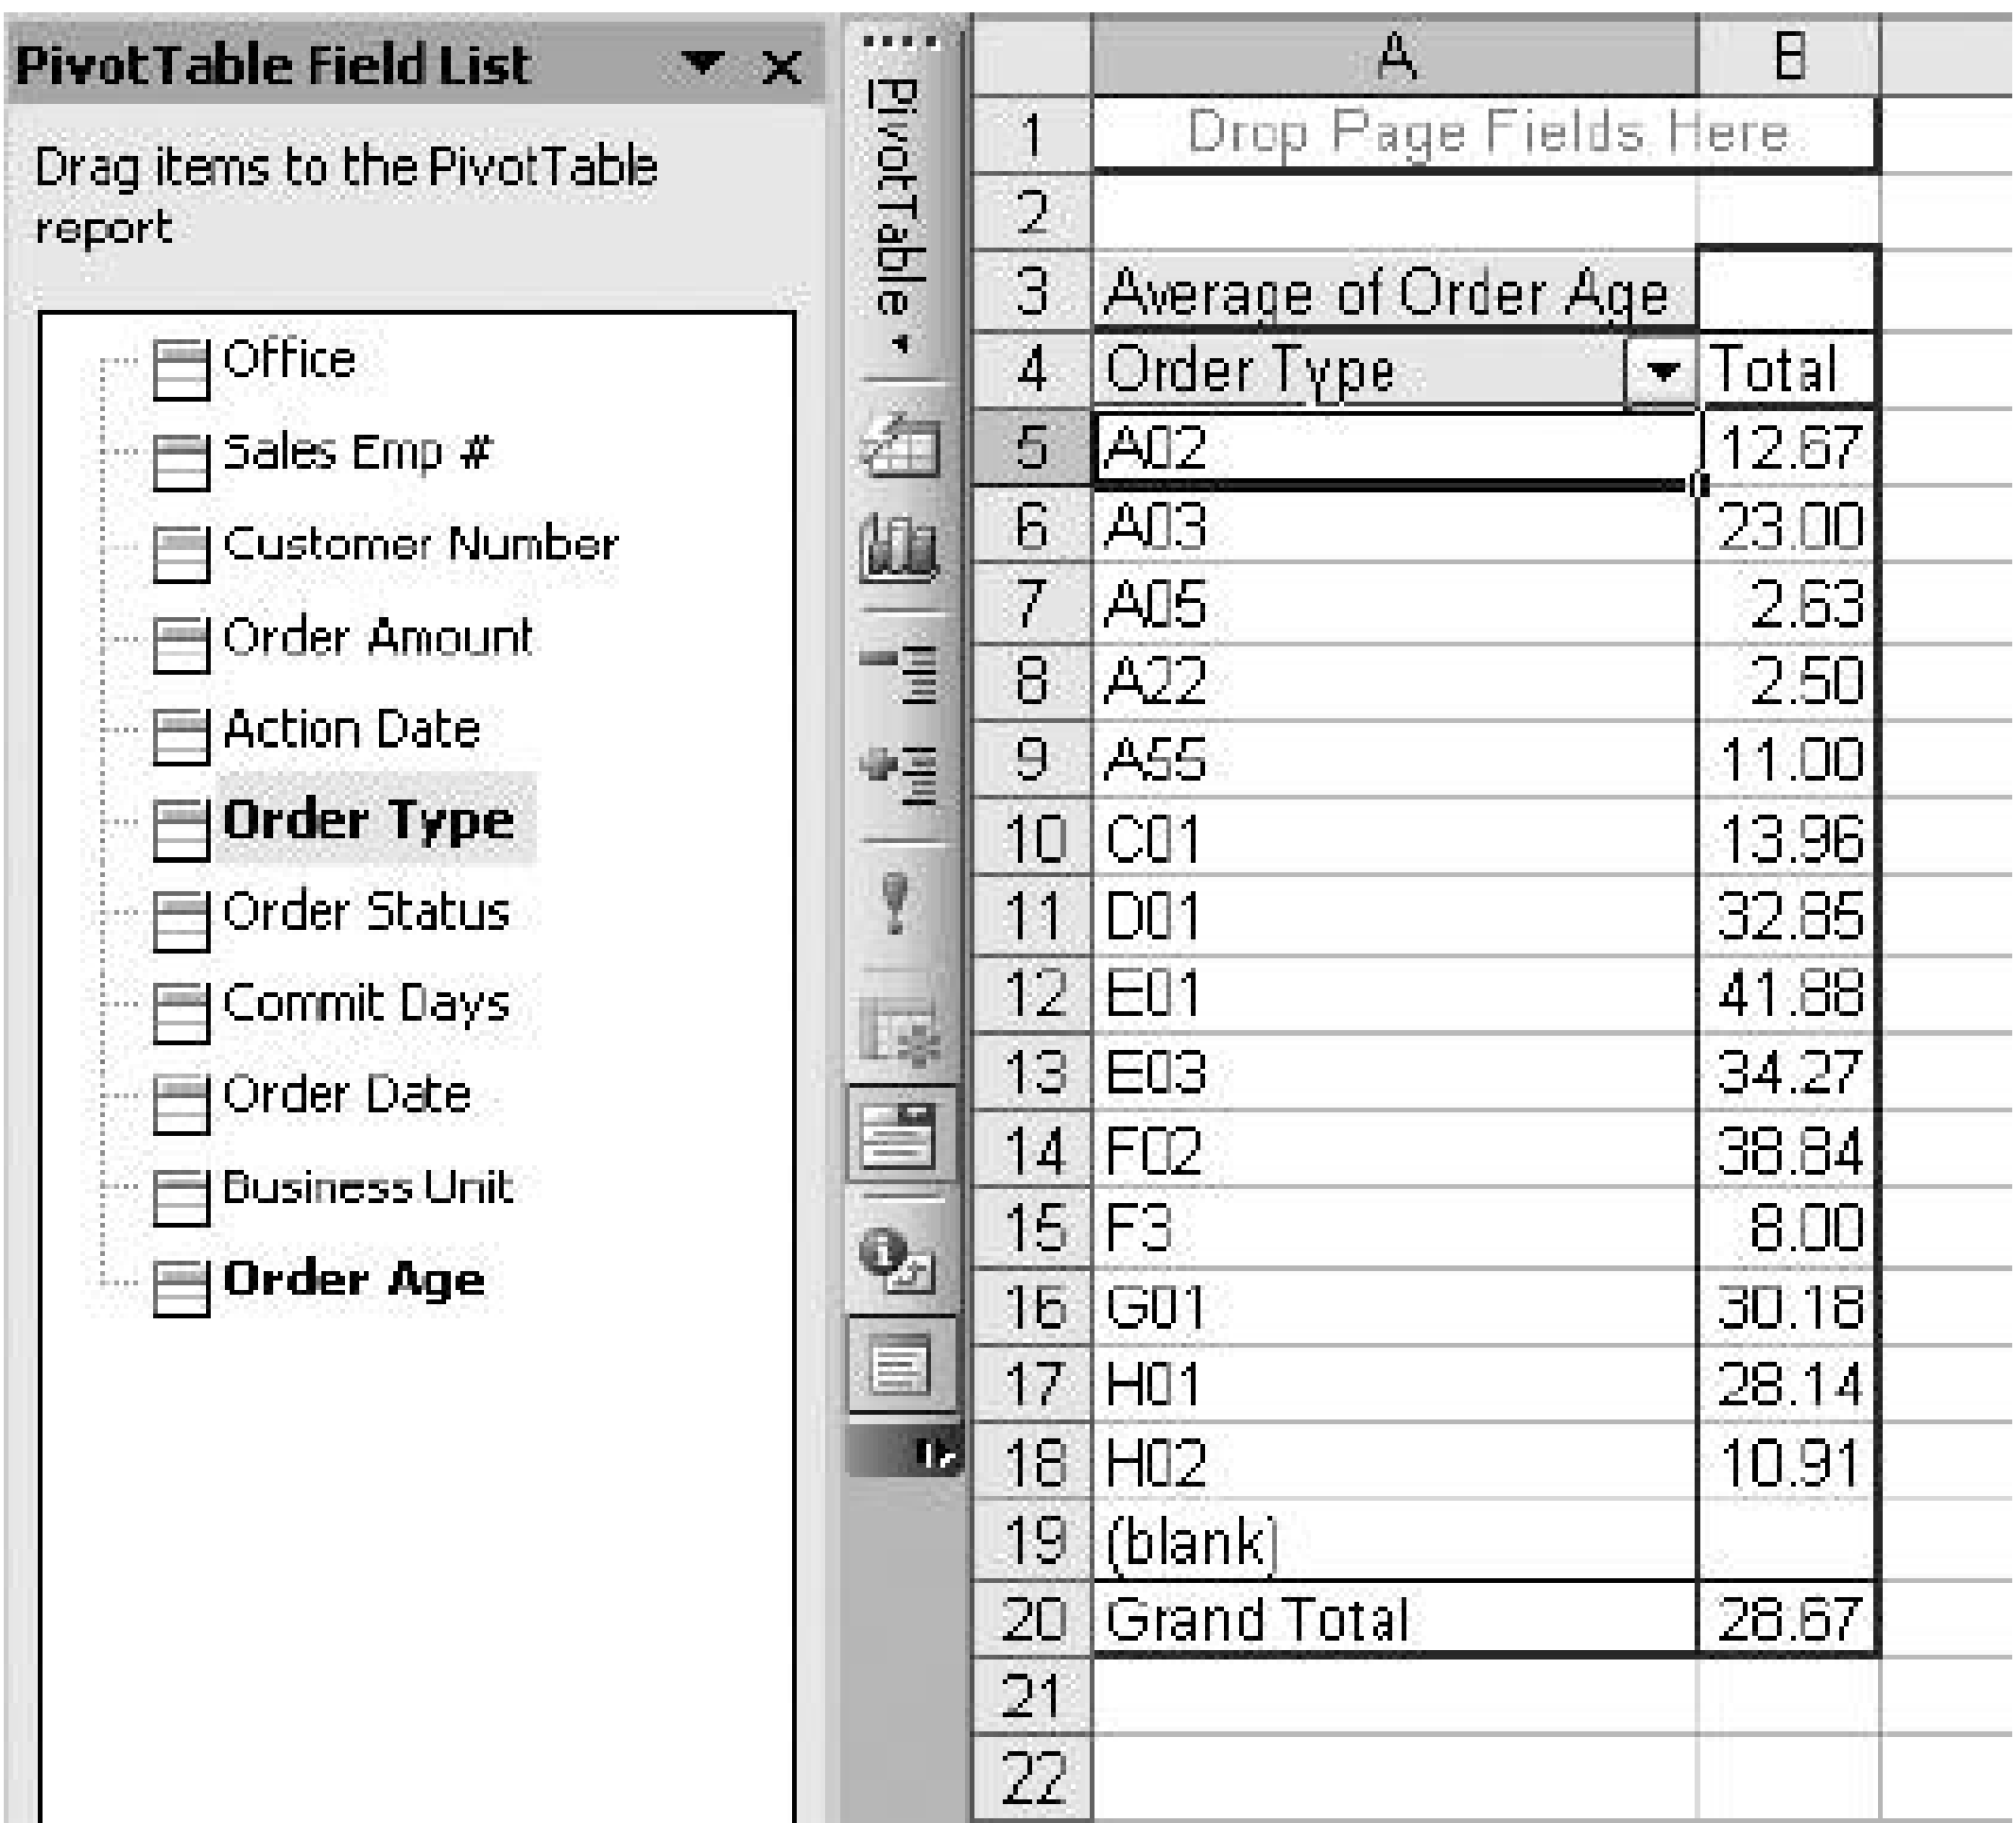 PivotTable Field List
Drag items to the PivotTable
report
Office
Sales Emp #
Customer Number
Order Amount
Action Date
Order Type
Order Status
Commit Days
Order Date
Business Unit
Order Age
PivotTable
A B
1 Drop Page Fields Here
2
3 Average of Order Age
4 Order Type Total
5 A02 12.67
6 A03 23.00
7 A05 2.63
8 A22 2.50
9 A55 11.00
10 C01 13.96
11 D01 32.85
12 E01 41.88
13 E03 34.27
14 F02 38.84
15 F3 8.00
16 G01 30.18
17 H01 28.14
18 H02 10.91
19 (blank)
20 Grand Total 28.67
21
22